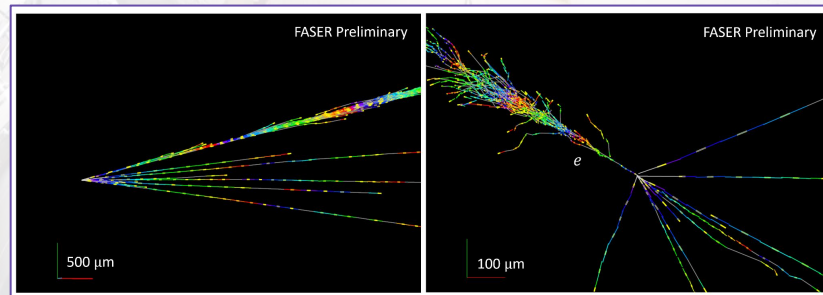 FASER Preliminary
500 μm
FASER Preliminary
e
100 μm